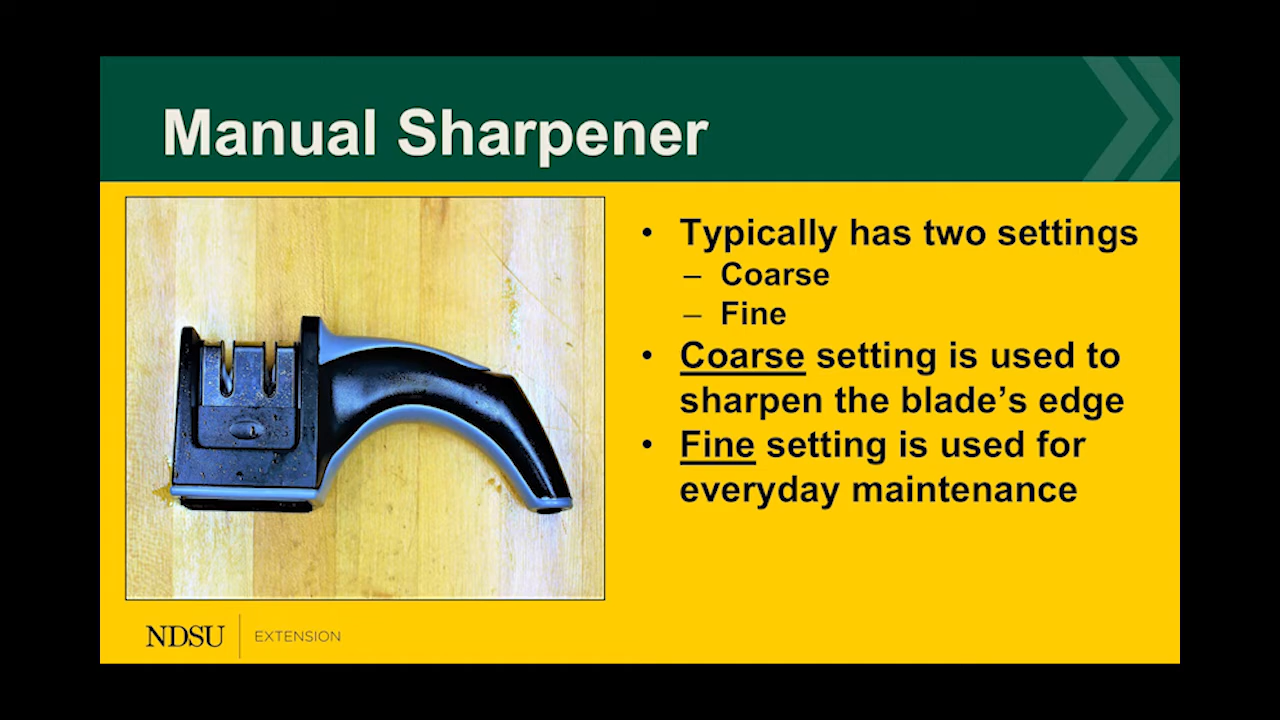 Manual Sharpener
• Typically has two settings
– Coarse
– Fine
• Coarse setting is used to
sharpen the blade’s edge
• Fine setting is used for
everyday maintenance
NDSU | EXTENSION